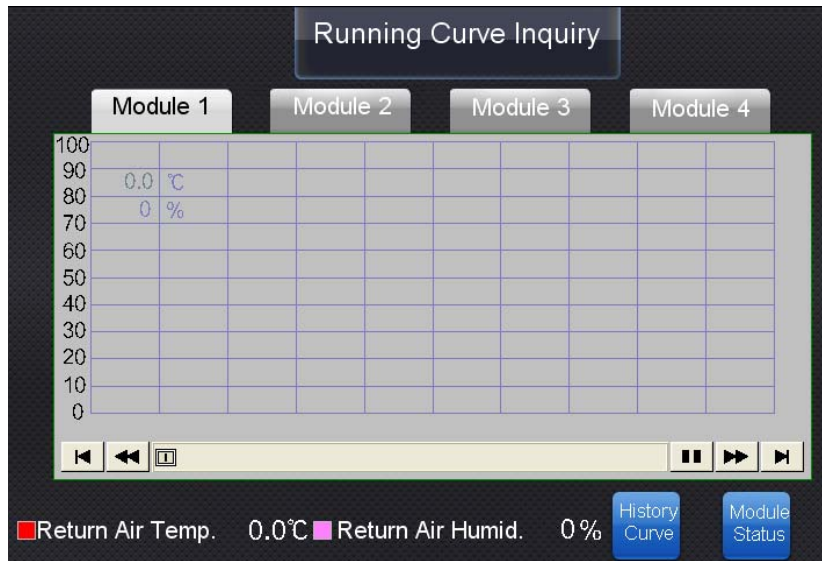 Running Curve Inquiry
Module 1 Module 2 Module 3 Module 4
100
90
0.0 ℃
80
0 %
70
60
50
40
30
20
10
0
Return Air Temp. 0.0℃ Return Air Humid. 0%
History
Curve
Module
Status